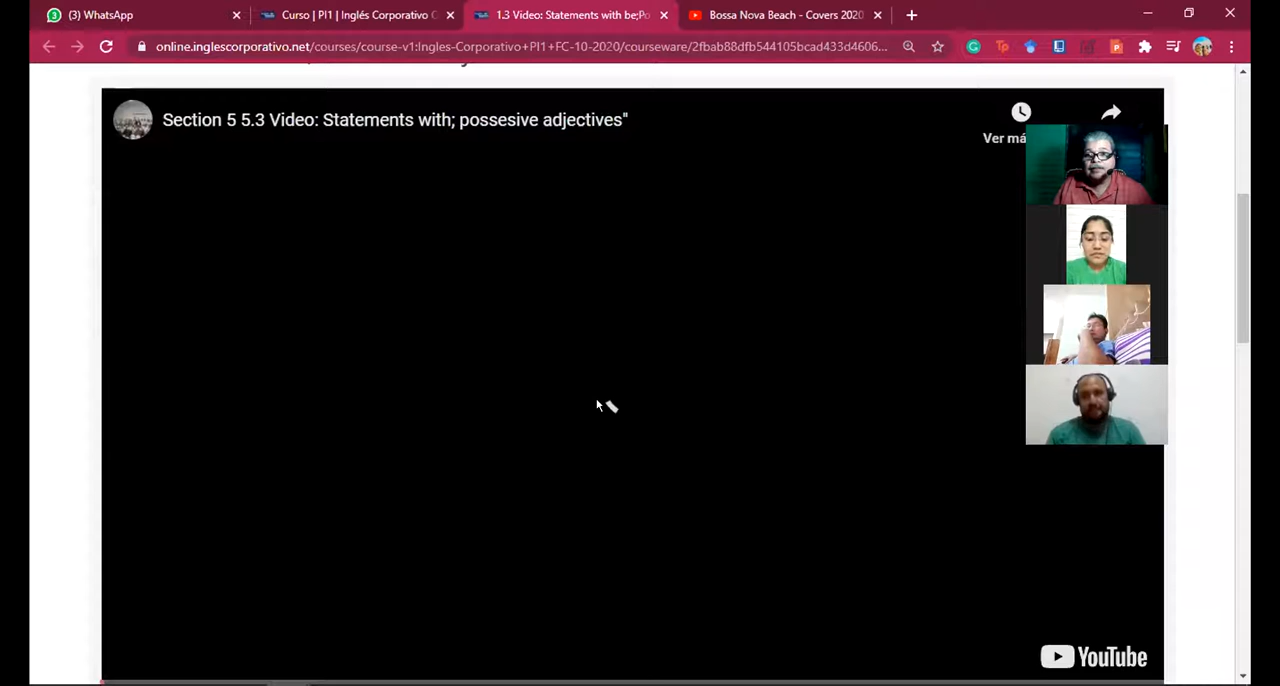 3
(3) WhatsApp
Curso | PI1 | Inglés Corporativo C
1.3 Video: Statements with be;Po
Bossa Nova Beach - Covers 2020
online.inglescorporativo.net/courses/course-v1:Ingles-Corporativo+PI1+FC-10-2020/courseware/2fbab88dfb544105bcad433d4606...
Section 5 5.3 Video: Statements with; possesive adjectives"
Ver má
YouTube